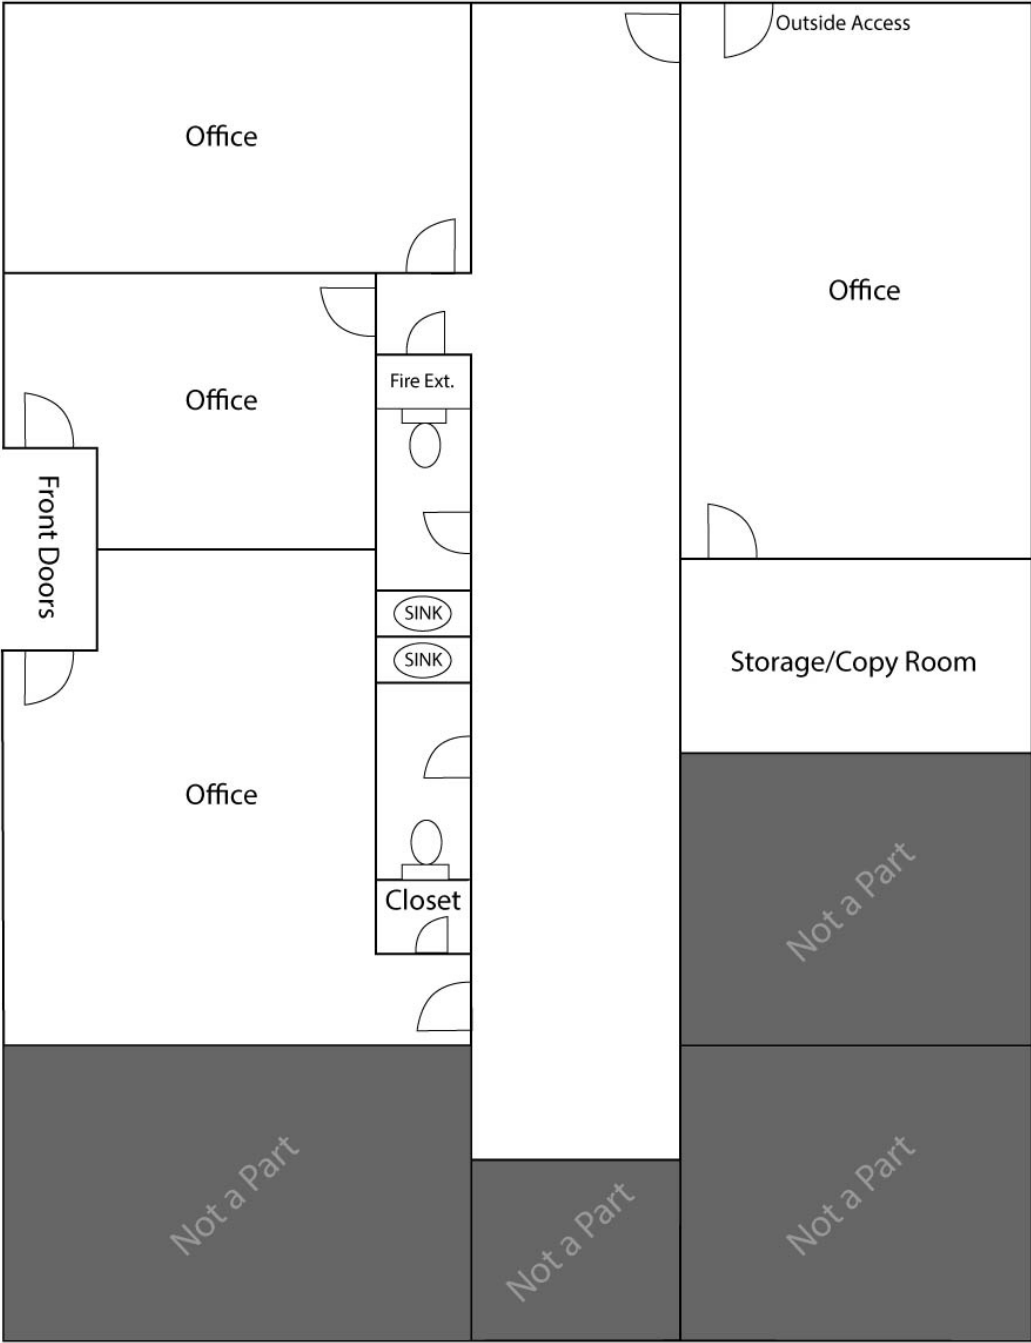 Outside Access
Office
Office
Office
Fire Ext.
Front Doors
SINK
SINK
Storage/Copy Room
Office
Closet
Not a Part
Not a Part
Not a Part
Not a Part